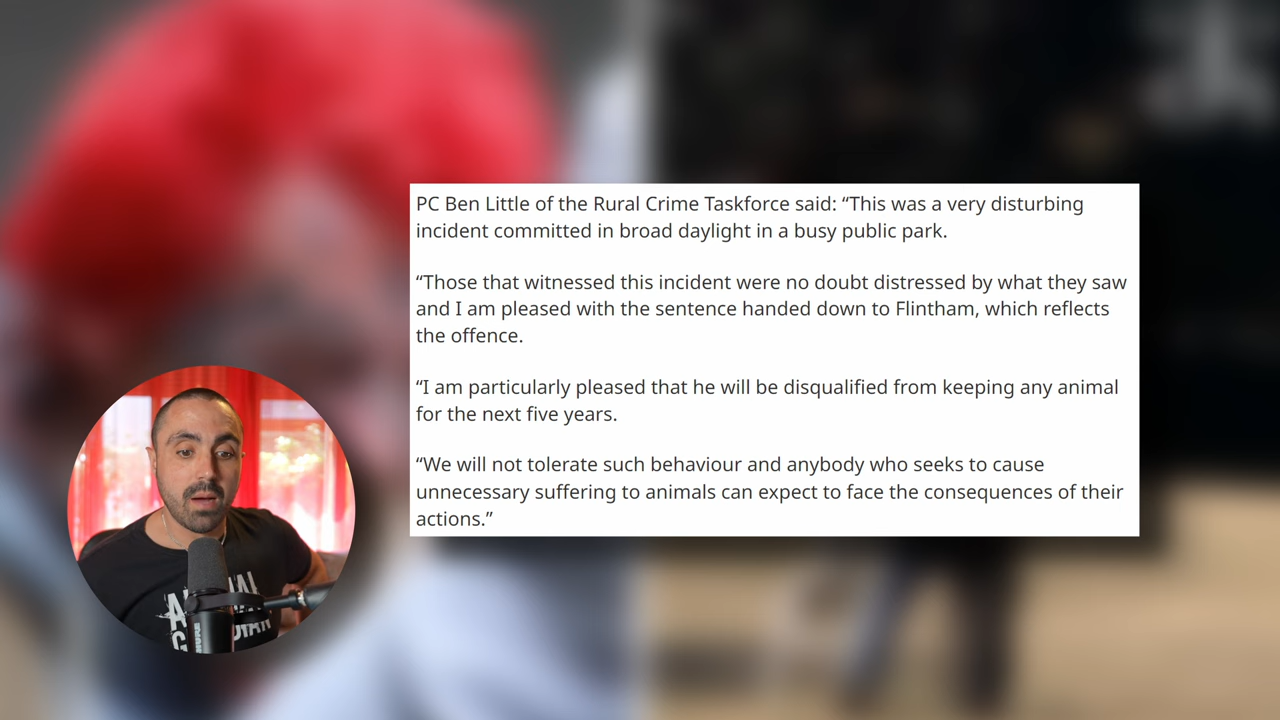 PC Ben Little of the Rural Crime Taskforce said: “This was a very disturbing
incident committed in broad daylight in a busy public park.
“Those that witnessed this incident were no doubt distressed by what they saw
and I am pleased with the sentence handed down to Flintham, which reflects
the offence.
“I am particularly pleased that he will be disqualified from keeping any animal
for the next five years.
“We will not tolerate such behaviour and anybody who seeks to cause
unnecessary suffering to animals can expect to face the consequences of their
actions.”